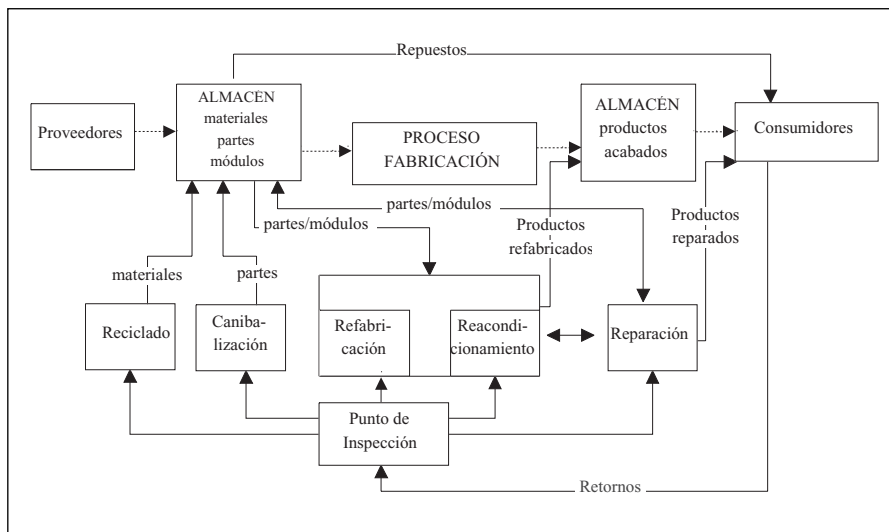 Repuestos
Proveedores
ALMACÉN
materiales
partes
módulos
PROCESO
FABRICACIÓN
ALMACÉN
productos
acabados
Consumidores
partes/módulos
partes/módulos
Productos
refabricados
Productos
reparados
materiales
partes
Reciclado
Caniba-
lización
Refabri-
cación
Reacondi-
cionamiento
Reparación
Punto de
Inspección
Retornos